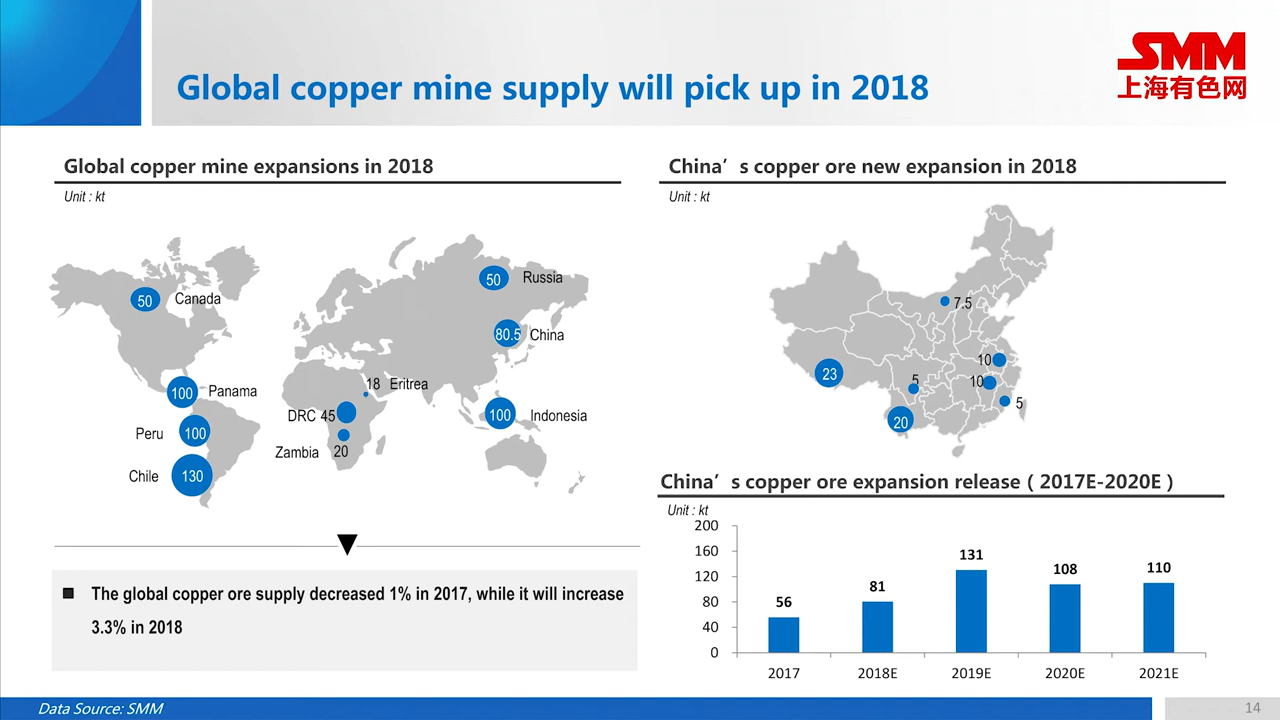 SMM
上海有色网
Global copper mine supply will pick up in 2018
Global copper mine expansions in 2018
Unit : kt
50 Canada
50 Russia
80.5 China
100 Panama
18 Eritrea
DRC 45
100 Indonesia
Peru 100
Zambia 20
Chile 130
■ The global copper ore supply decreased 1% in 2017, while it will increase
3.3% in 2018
China’s copper ore new expansion in 2018
Unit : kt
7.5
10
23
5
10
5
20
China’s copper ore expansion release ( 2017E-2020E )
Unit : kt
200
160
120
80
40
0
56
81
131
108
110
2017
2018E
2019E
2020E
2021E
Data Source: SMM
14